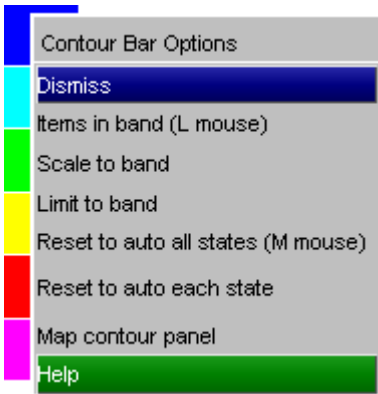 Contour Bar Options
Dismiss
Items in band (L mouse)
Scale to band
Limit to band
Reset to auto all states (M mouse)
Reset to auto each state
Map contour panel
Help